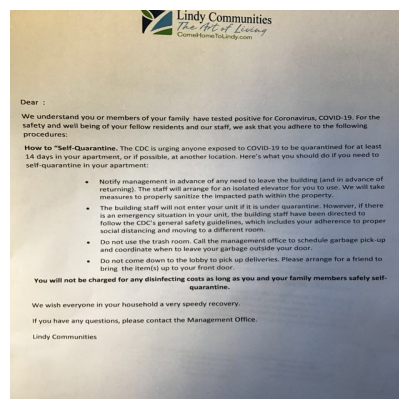 Lindy Communities
The Art of Living
ComeHomeToLindy.com
Dear :
We understand you or members of your family have tested positive for Coronavirus, COVID-19. For the
safety and well being of your fellow residents and our staff, we ask that you adhere to the following
procedures:
How to "Self-Quarantine. The CDC is urging anyone exposed to COVID-19 to be quarantined for at least
14 days in your apartment, or if possible, at another location. Here's what you should do if you need to
self-quarantine in your apartment:
• Notify management in advance of any need to leave the building (and in advance of
returning). The staff will arrange for an isolated elevator for you to use. We will take
measures to properly sanitize the impacted path within the property.
• The building staff will not enter your unit if it is under quarantine. However, if there
is an emergency situation in your unit, the building staff have been directed to
follow the CDC's general safety guidelines, which includes your adherence to proper
social distancing and moving to a different room.
• Do not use the trash room. Call the management office to schedule garbage pick-up
and coordinate when to leave your garbage outside your door.
• Do not come down to the lobby to pick up deliveries. Please arrange for a friend to
bring the item(s) up to your front door.
You will not be charged for any disinfecting costs as long as you and your family members safely self-
quarantine.
We wish everyone in your household a very speedy recovery.
If you have any questions, please contact the Management Office.
Lindy Communities